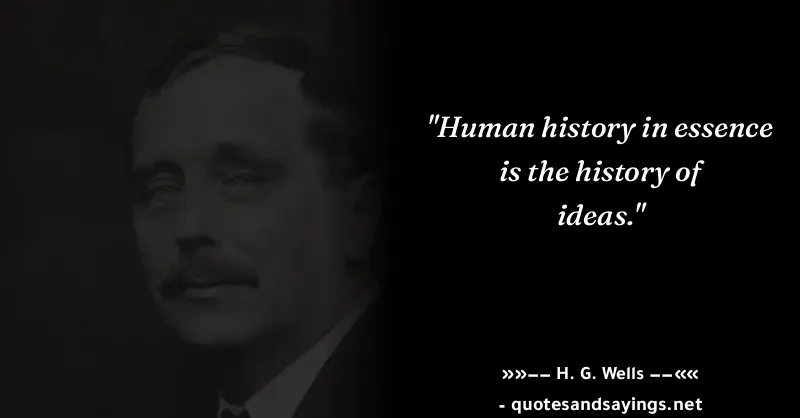 "Human history in essence
is the history of
ideas."
»»–– H. G. Wells ––««
- quotesandsayings.net